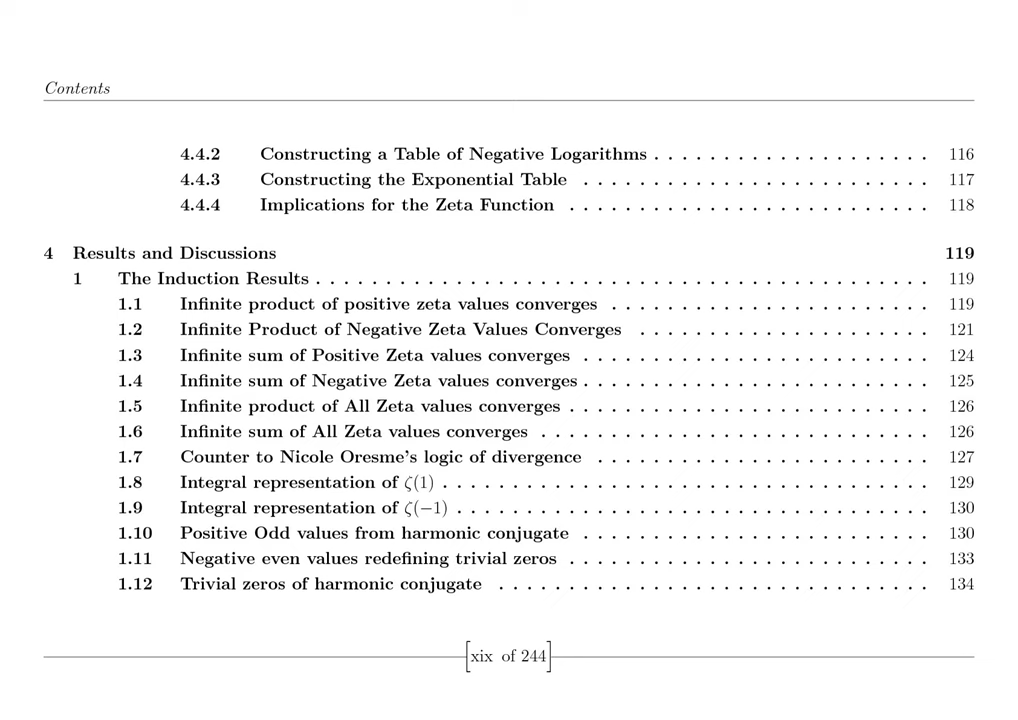 Contents
4.4.2 Constructing a Table of Negative Logarithms . . . . . . . . . . . . . . . . . . . . 116
4.4.3 Constructing the Exponential Table . . . . . . . . . . . . . . . . . . . . . . . . . 117
4.4.4 Implications for the Zeta Function . . . . . . . . . . . . . . . . . . . . . . . . . . 118
4 Results and Discussions 119
1 The Induction Results . . . . . . . . . . . . . . . . . . . . . . . . . . . . . . . . . . . . . . . . . . . . 119
1.1 Infinite product of positive zeta values converges . . . . . . . . . . . . . . . . . . . . . . . 119
1.2 Infinite Product of Negative Zeta Values Converges . . . . . . . . . . . . . . . . . . . . . 121
1.3 Infinite sum of Positive Zeta values converges . . . . . . . . . . . . . . . . . . . . . . . . . 124
1.4 Infinite sum of Negative Zeta values converges . . . . . . . . . . . . . . . . . . . . . . . . . 125
1.5 Infinite product of All Zeta values converges . . . . . . . . . . . . . . . . . . . . . . . . . . 126
1.6 Infinite sum of All Zeta values converges . . . . . . . . . . . . . . . . . . . . . . . . . . . . 126
1.7 Counter to Nicole Oresme's logic of divergence . . . . . . . . . . . . . . . . . . . . . . . . 127
1.8 Integral representation of ζ(1) . . . . . . . . . . . . . . . . . . . . . . . . . . . . . . . . . . . 129
1.9 Integral representation of ζ(−1) . . . . . . . . . . . . . . . . . . . . . . . . . . . . . . . . . . 130
1.10 Positive Odd values from harmonic conjugate . . . . . . . . . . . . . . . . . . . . . . . . . 130
1.11 Negative even values redefining trivial zeros . . . . . . . . . . . . . . . . . . . . . . . . . . 133
1.12 Trivial zeros of harmonic conjugate . . . . . . . . . . . . . . . . . . . . . . . . . . . . . . . 134
[xix of 244]